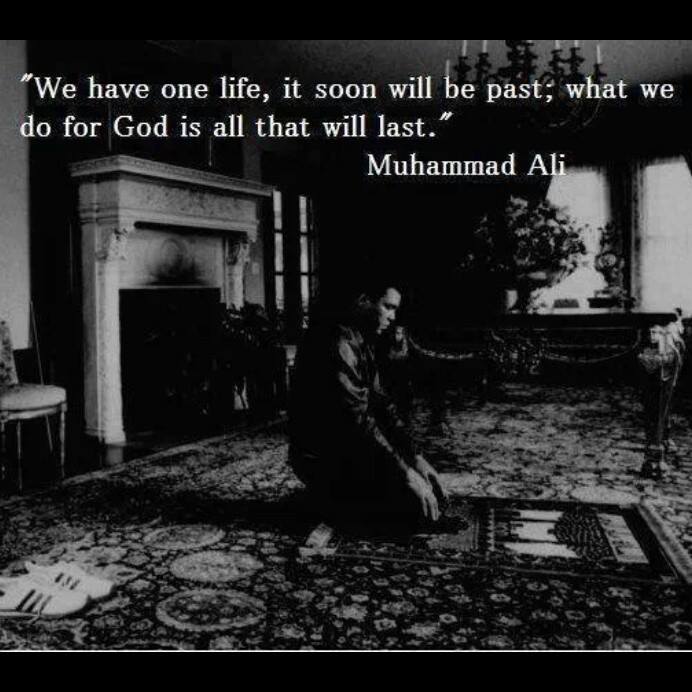 "We have one life, it soon will be past; what we
do for God is all that will last."
Muhammad Ali